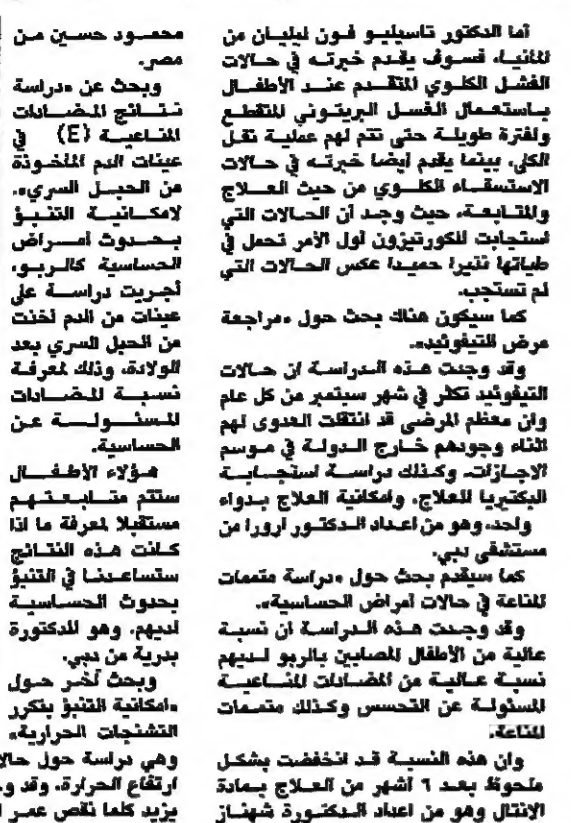 أما الدكتور تاسيليو فون ليليان من
ألمانيا، فسوف يقدم خبرته في حالات
الفشل الكلوي المتقدم عند الأطفال
باستعمال الغسل البريتوني المتقطع
ولفترة طويلة حتى تتم لهم عملية نقل
الكلى، بينما يقدم أيضا خبرته في حالات
الاستسقاء الكلوي من حيث العلاج
والمتابعة، حيث وجد أن الحالات التي
استجابت للكورتيزون أول الأمر تحمل في
طياتها نذيرا حميدا عكس الحالات التي
لم تستجب.
كما سيكون هناك بحث حول «مراجعة
مرض التيفوئيد».
وقد وجدت هذه الدراسة ان حالات
التيفوئيد تكثر في شهر سبتمبر من كل عام
وان معظم المرضى قد انتقلت العدوى لهم
أثناء وجودهم خارج الدولة في موسم
الاجازات، وكذلك دراسة استجابة
البكتيريا للعلاج، وامكانية العلاج بدواء
واحد، وهو من اعداد الدكتور ارورا من
مستشفى دبي.
كما سيقدم بحث حول «دراسة متممات
المناعة في حالات أمراض الحساسية».
وقد وجدت هذه الدراسة ان نسبة
عالية من الأطفال المصابين بالربو لديهم
نسبة عالية من المضادات المناعية
المسئولة عن التحسس وكذلك متممات
المناعة.
وان هذه النسبة قد انخفضت بشكل
ملحوظ بعد ٦ أشهر من العلاج بمادة
الانتال وهو من اعداد الدكتورة شهناز
محمود حسين من
مصر.
وبحث عن «دراسة
نتائج المضادات
المناعية (E) في
عينات الدم المأخوذة
من الحبل السري»،
لامكانية التنبؤ
بحدوث أمراض
الحساسية كالربو،
أجريت دراسة على
عينات من الدم أخذت
من الحبل السري بعد
الولادة، وذلك لمعرفة
نسبة المضادات
المسئولة عن
الحساسية.
هؤلاء الأطفال
ستتم متابعتهم
مستقبلا لمعرفة ما اذا
كانت هذه النتائج
ستساعدنا في التنبؤ
بحدوث الحساسية
لديهم، وهو للدكتورة
بدرية من دبي.
وبحث آخر حول
«امكانية التنبؤ بتكرر
التشنجات الحرارية»
وهي دراسة حول
ارتفاع الحرارة، وقد
يزيد كلما نقص عمر